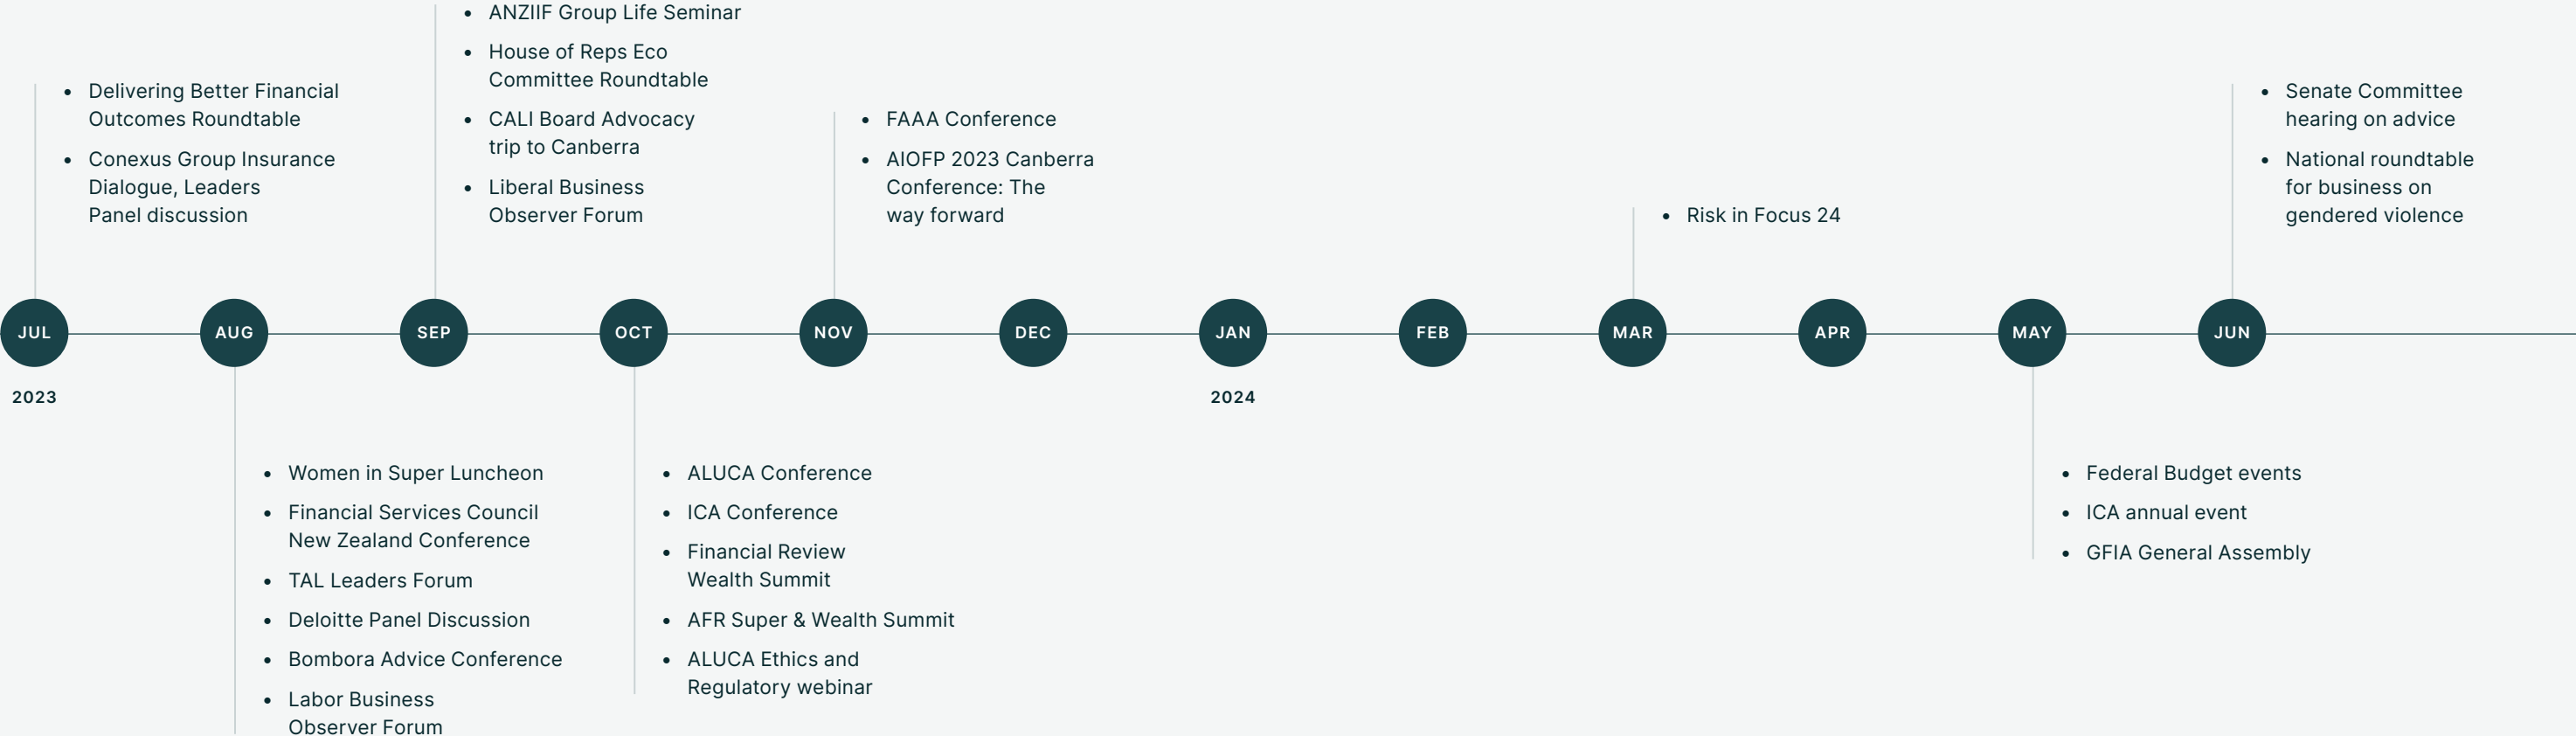 • ANZIIF Group Life Seminar
• House of Reps Eco
Committee Roundtable
• CALI Board Advocacy
trip to Canberra
• Liberal Business
Observer Forum
• Delivering Better Financial
Outcomes Roundtable
• Conexus Group Insurance
Dialogue, Leaders
Panel discussion
• FAAA Conference
• AIOFP 2023 Canberra
Conference: The
way forward
• Risk in Focus 24
• Senate Committee
hearing on advice
• National roundtable
for business on
gendered violence
JUL AUG SEP OCT NOV DEC JAN FEB MAR APR MAY JUN
2023 2024
• Women in Super Luncheon
• Financial Services Council
New Zealand Conference
• TAL Leaders Forum
• Deloitte Panel Discussion
• Bombora Advice Conference
• Labor Business
Observer Forum
• ALUCA Conference
• ICA Conference
• Financial Review
Wealth Summit
• AFR Super & Wealth Summit
• ALUCA Ethics and
Regulatory webinar
• Federal Budget events
• ICA annual event
• GFIA General Assembly